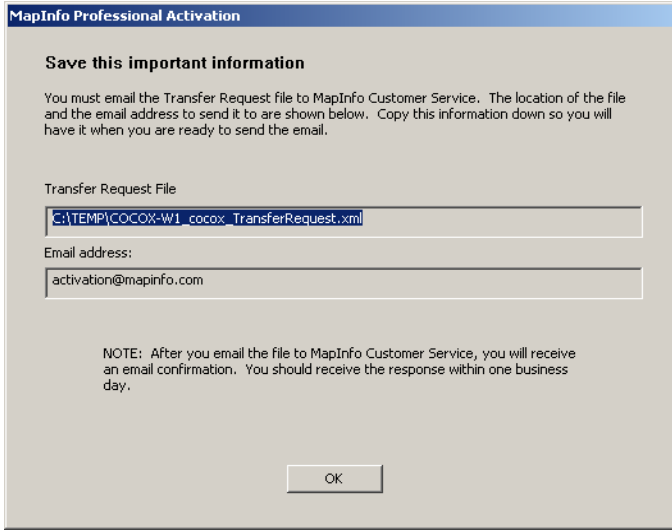 MapInfo Professional Activation
Save this important information
You must email the Transfer Request file to MapInfo Customer Service. The location of the file
and the email address to send it to are shown below. Copy this information down so you will
have it when you are ready to send the email.
Transfer Request File
C:\TEMP\COCOX-W1_cocox_TransferRequest.xml
Email address:
activation@mapinfo.com
NOTE: After you email the file to MapInfo Customer Service, you will receive
an email confirmation. You should receive the response within one business
day.
OK